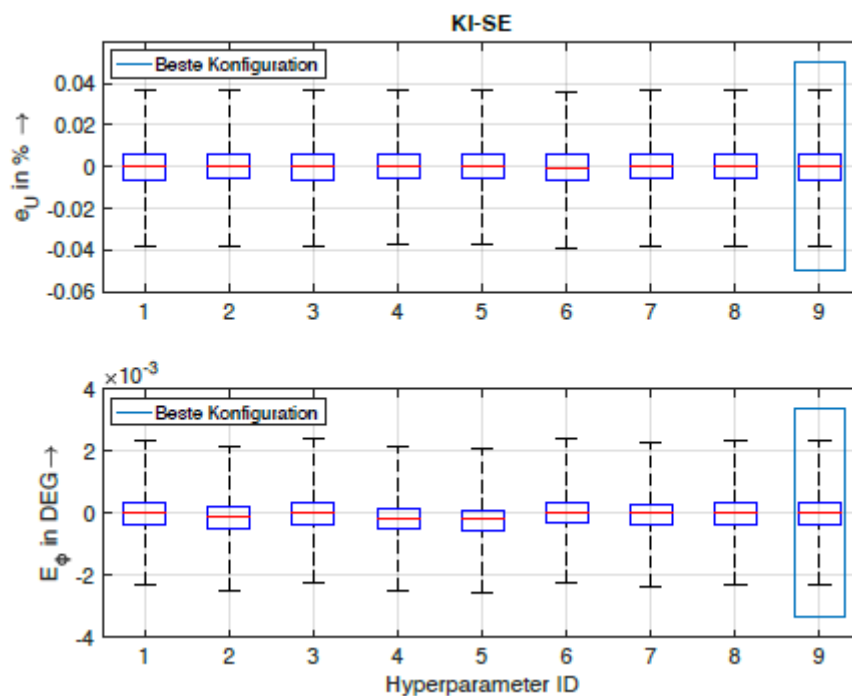 KI-SE
Beste Konfiguration
0.04
0.02
0
-0.02
-0.04
-0.06
e_U in % →
1 2 3 4 5 6 7 8 9
×10^-3
Beste Konfiguration
4
2
0
-2
-4
E_ϕ in DEG→
1 2 3 4 5 6 7 8 9
Hyperparameter ID